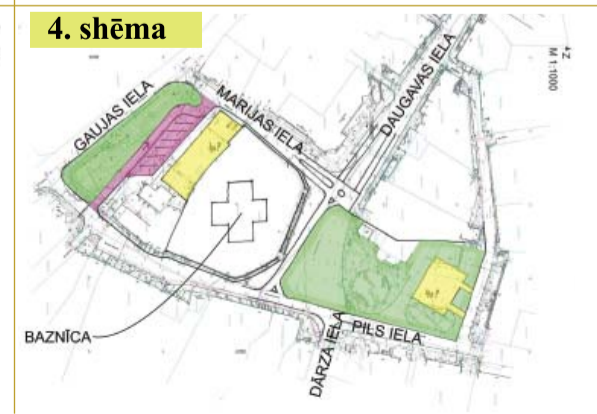 4. shēma
GAUJAS IELA
MARIJAS IELA
DAUGAVAS IELA
Z
M 1:1000
BAZNĪCA
DĀRZA IELA
PILS IELA